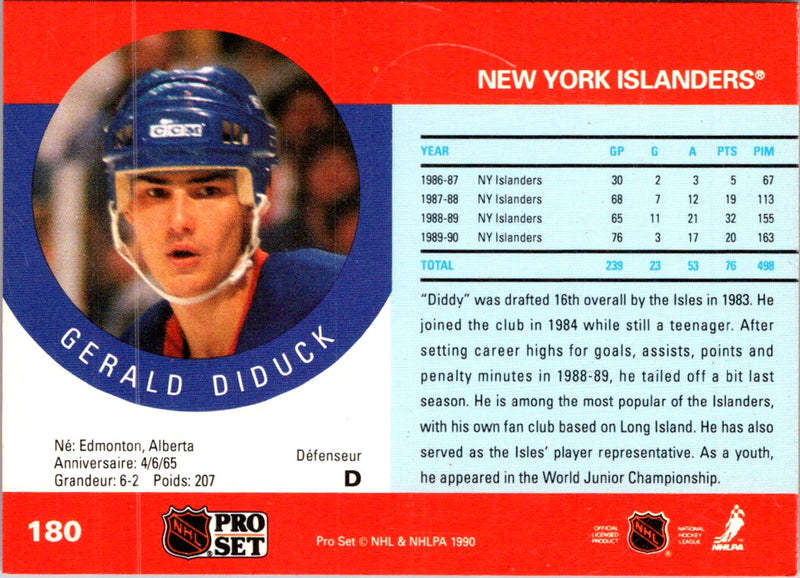 CCM
GERALD DIDUCK
Né: Edmonton, Alberta
Anniversaire: 4/6/65
Grandeur: 6-2 Poids: 207
Défenseur
D
NEW YORK ISLANDERS®
YEAR GP G A PTS PIM
1986-87 NY Islanders 30 2 3 5 67
1987-88 NY Islanders 68 7 12 19 113
1988-89 NY Islanders 65 11 21 32 155
1989-90 NY Islanders 76 3 17 20 163
TOTAL 239 23 53 76 498
"Diddy" was drafted 16th overall by the Isles in 1983. He
joined the club in 1984 while still a teenager. After
setting career highs for goals, assists, points and
penalty minutes in 1988-89, he tailed off a bit last
season. He is among the most popular of the Islanders,
with his own fan club based on Long Island. He has also
served as the Isles' player representative. As a youth,
he appeared in the World Junior Championship.
180
NHL
PRO
SET
Pro Set © NHL & NHLPA 1990
OFFICIAL
LICENSED
PRODUCT
NHL
®
NATIONAL
HOCKEY
LEAGUE
NHLPA